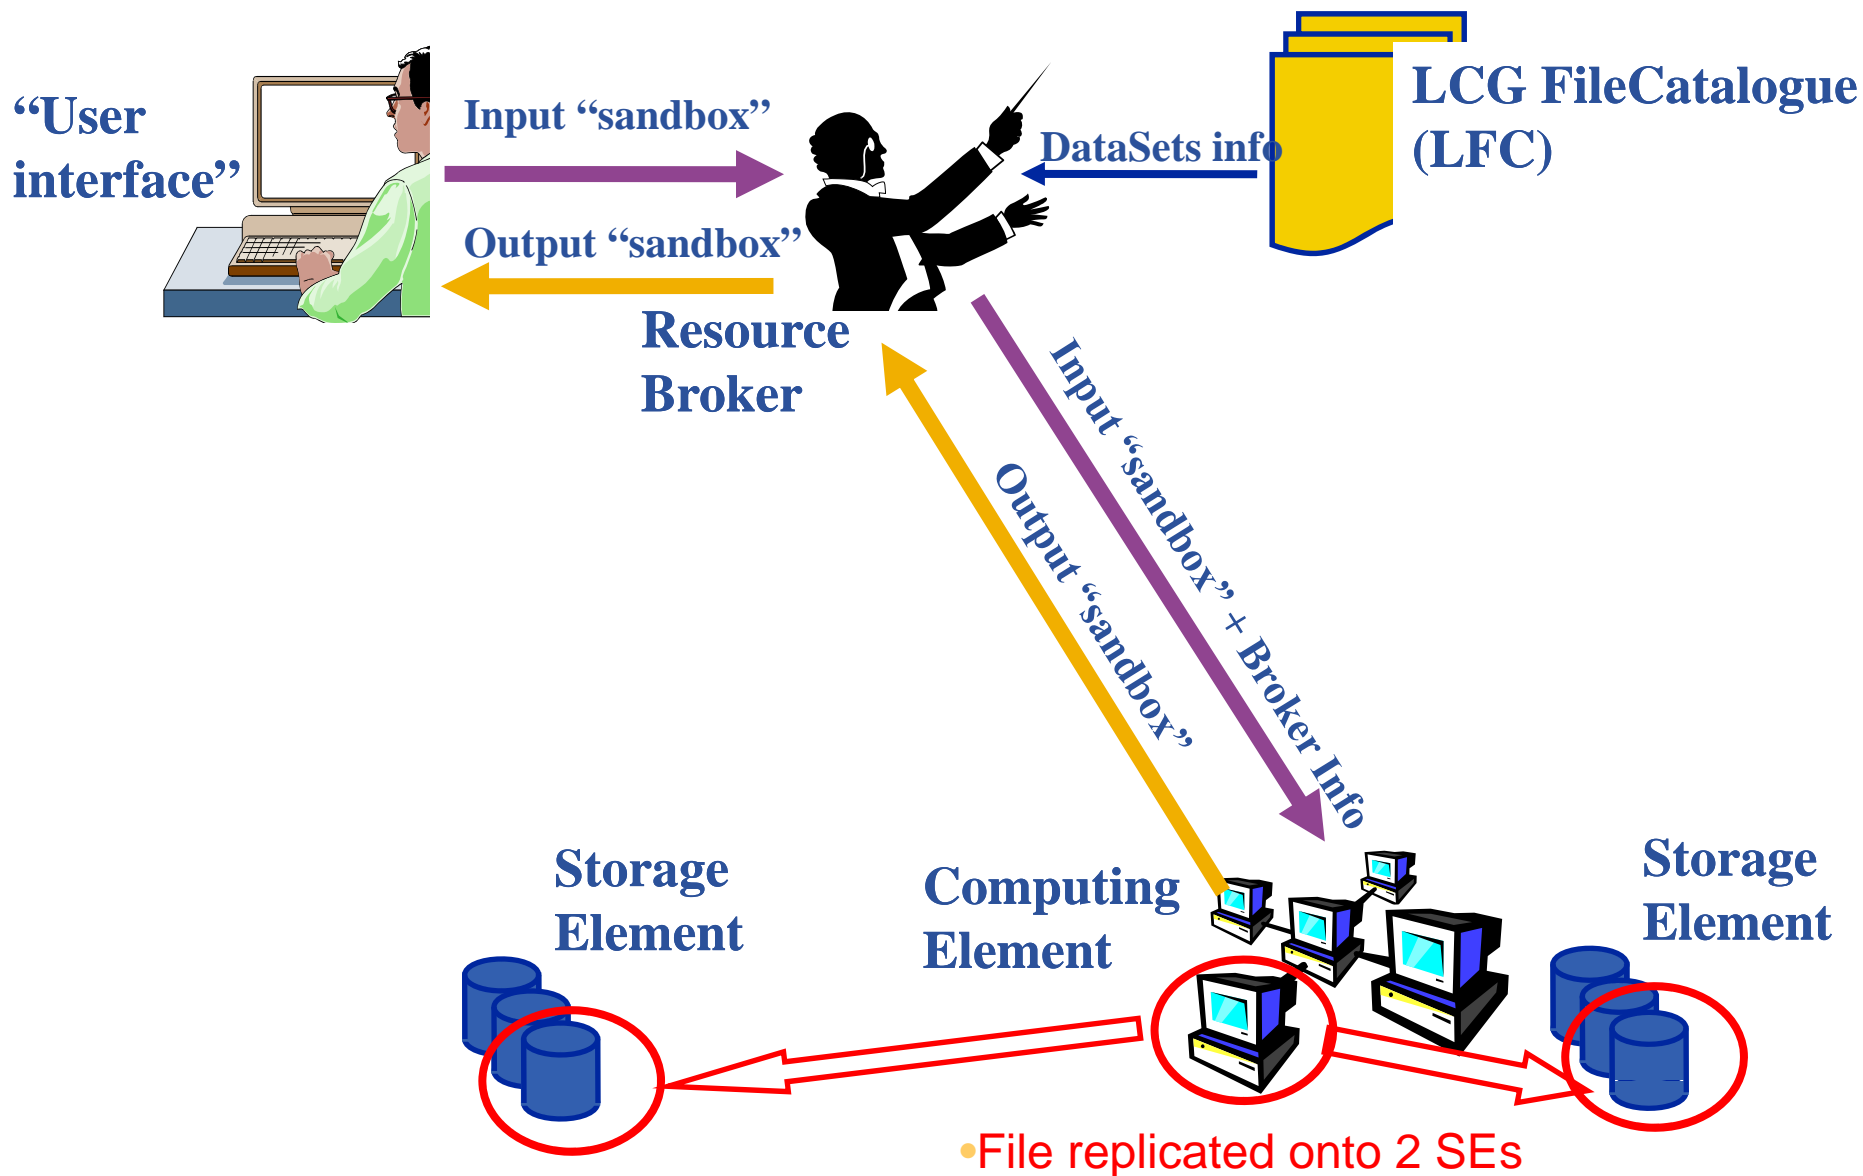 “User
interface”
Input “sandbox”
Output “sandbox”
DataSets info
LCG FileCatalogue
(LFC)
Resource
Broker
Input “sandbox” + Broker Info
Output “sandbox”
Storage
Element
Computing
Element
Storage
Element
•File replicated onto 2 SEs